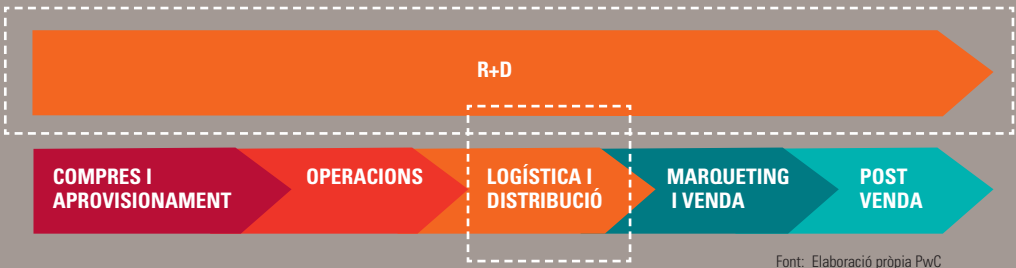 R+D
COMPRES I
APROVISIONAMENT
OPERACIONS
LOGÍSTICA I
DISTRIBUCIÓ
MARQUETING
I VENDA
POST
VENDA
Font: Elaboració pròpia PwC